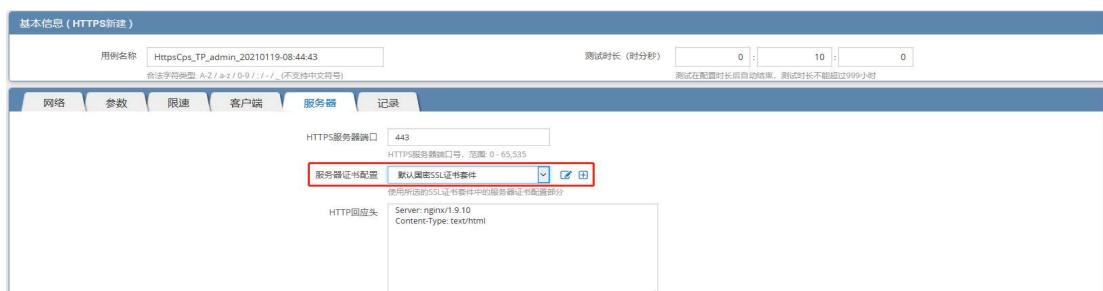 基本信息（HTTPS新建）
用例名称 HttpsCps_TP_admin_20210119-08:44:43 测试时长（时分秒） 0 : 10 : 0
合法字符类型: A-Z / a-z / 0-9 / : / - / _ (不支持中文符号) 测试在配置时长后自动结束，测试时长不能超过999小时
网络 参数 限速 客户端 服务器 记录
HTTPS服务器端口 443
HTTPS服务器端口号，范围: 0 - 65,535
服务器证书配置 默认国密SSL证书套件
使用所选的SSL证书套件中的服务器证书配置部分
HTTP回应头 Server: nginx/1.9.10
Content-Type: text/html